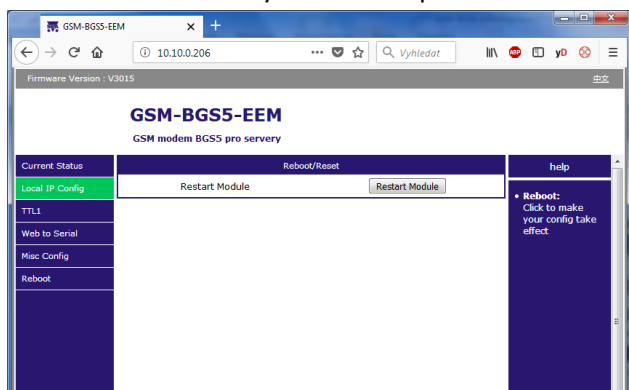 GSM-BGS5-EEM
10.10.0.206
Vyhledat
ABP
yD
Firmware Version : V3015
中文
GSM-BGS5-EEM
GSM modem BGS5 pro servery
Current Status
Local IP Config
TTL1
Web to Serial
Misc Config
Reboot
Reboot/Reset
Restart Module
Restart Module
help
• Reboot:
Click to make
your config take
effect